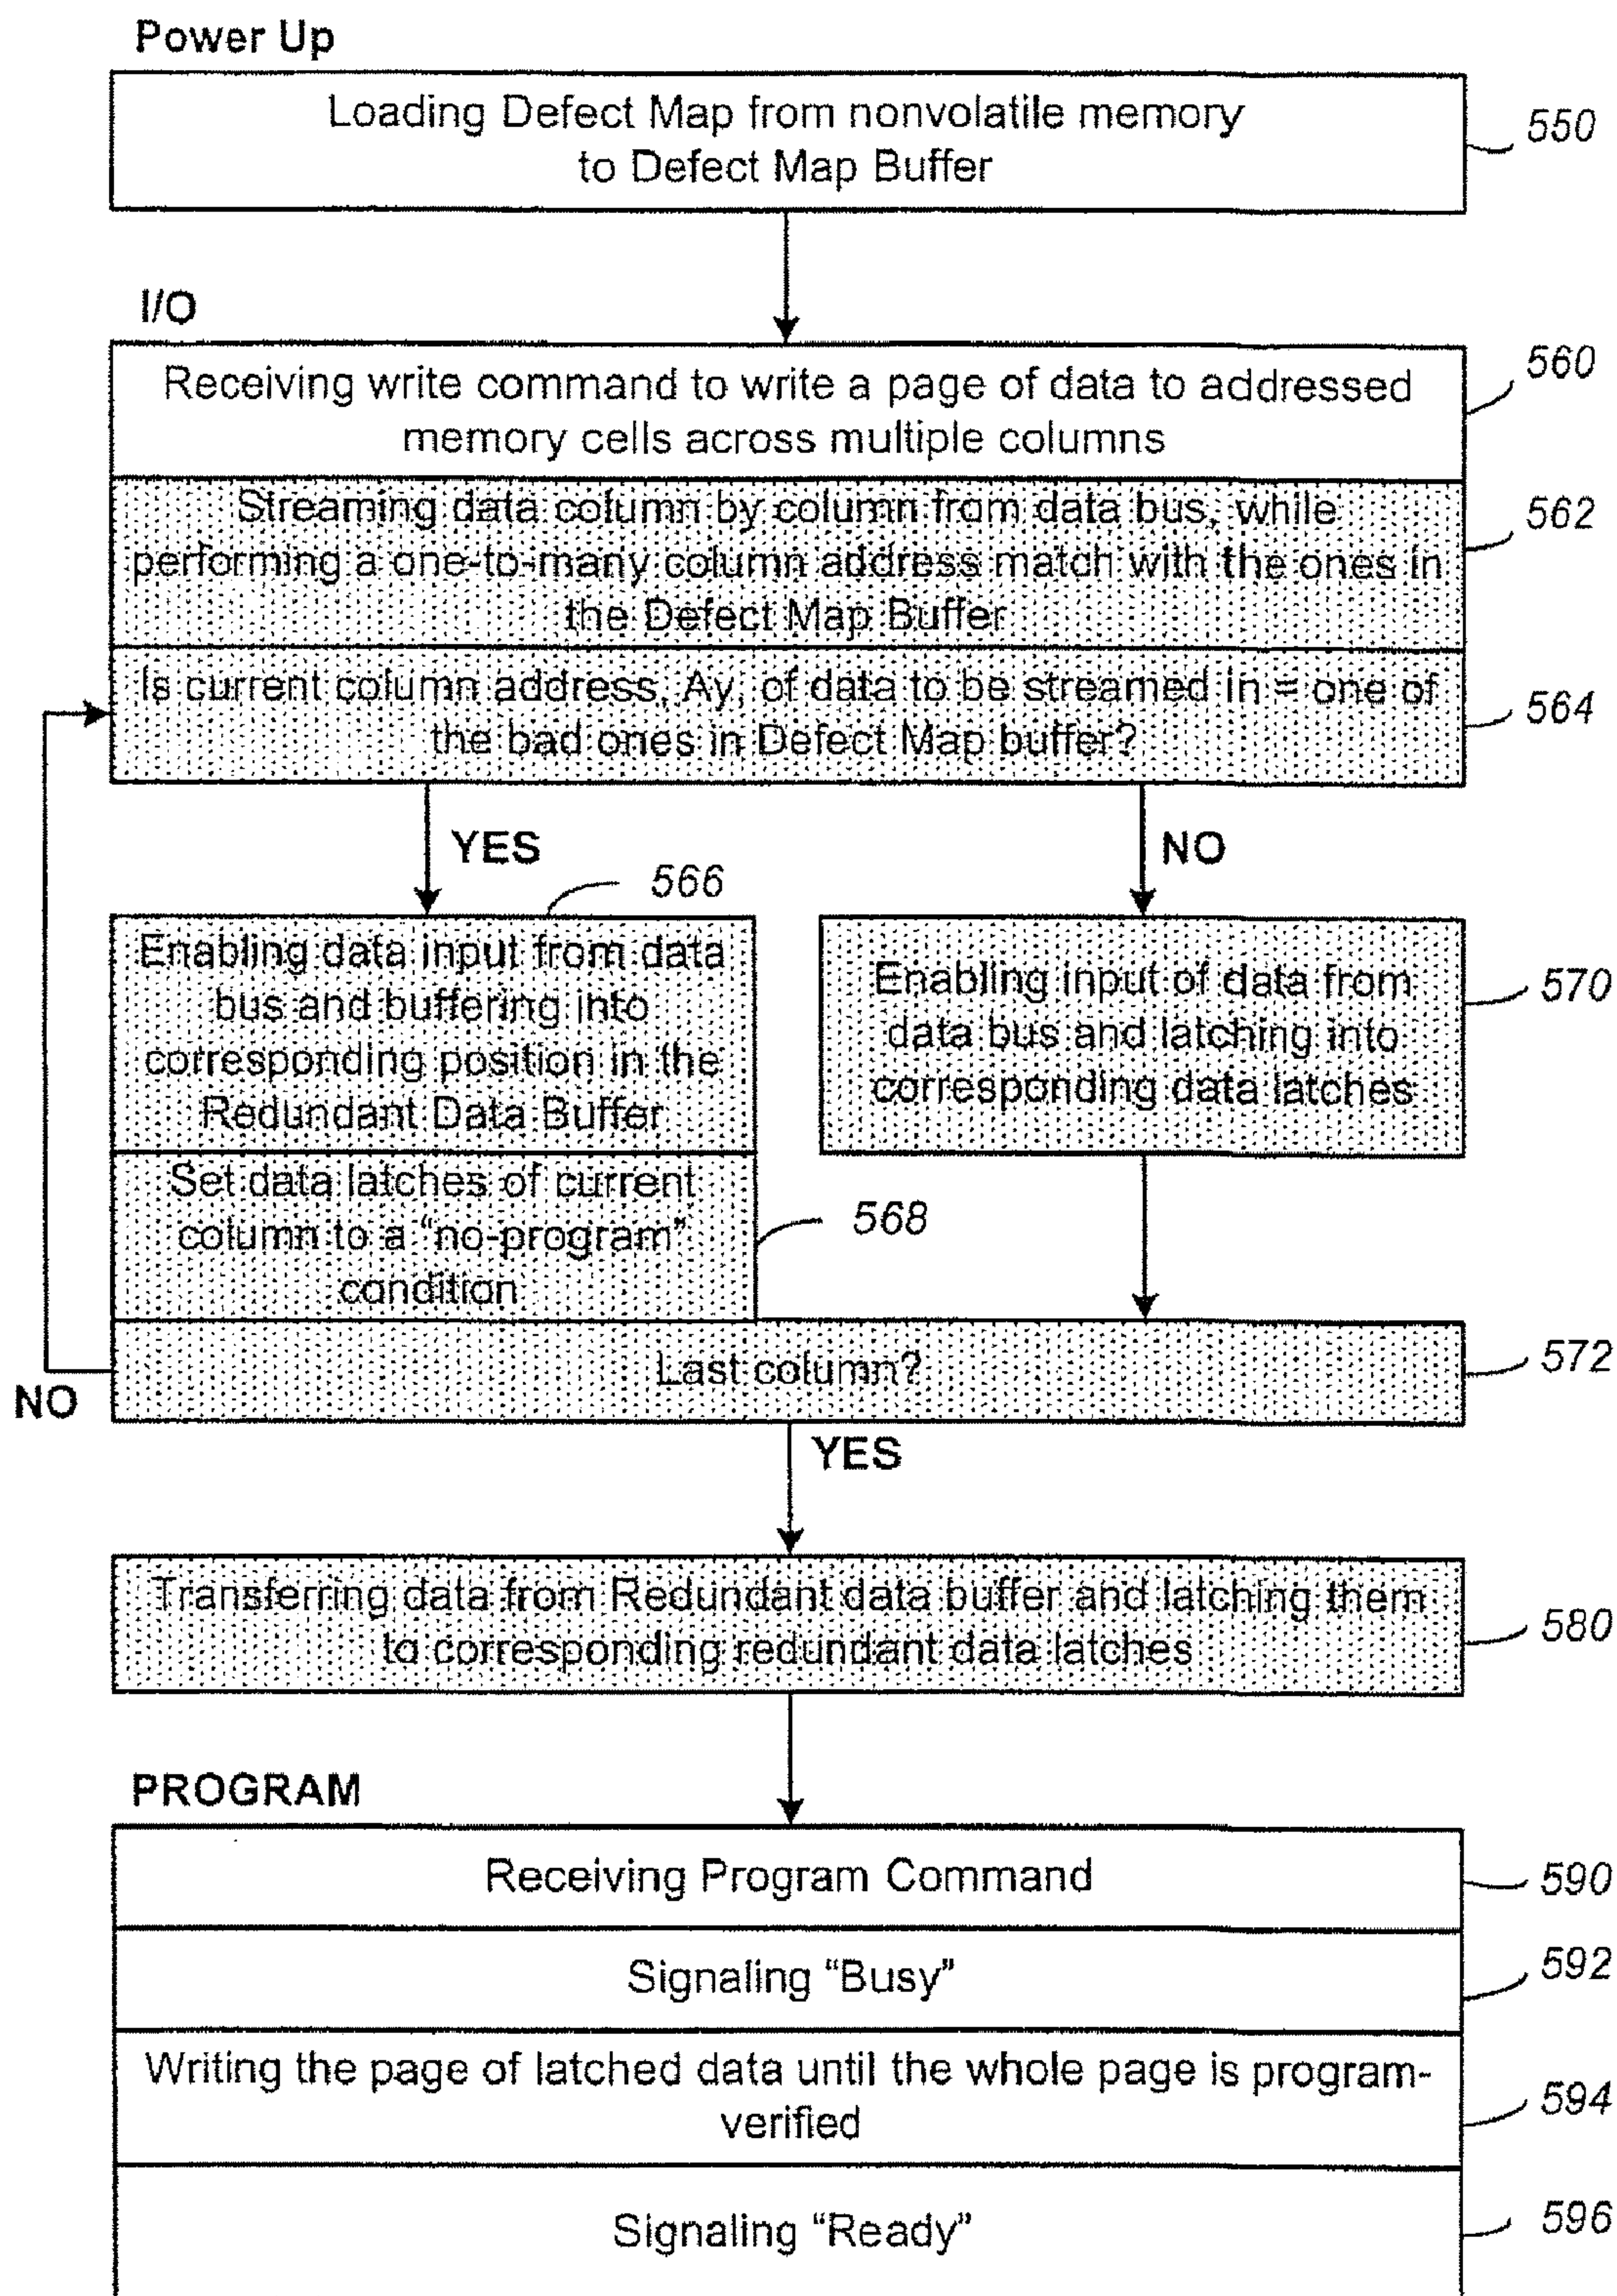 Power Up
Loading Defect Map from nonvolatile memory
to Defect Map Buffer
550
I/O
Receiving write command to write a page of data to addressed
memory cells across multiple columns
560
Streaming data column by column from data bus, while
performing a one-to-many column address match with the ones in
the Defect Map Buffer
562
Is current column address, Ay, of data to be streamed in = one of
the bad ones in Defect Map buffer?
564
YES
NO
566
Enabling data input from data
bus and buffering into
corresponding position in the
Redundant Data Buffer
Enabling input of data from
data bus and latching into
corresponding data latches
570
Set data latches of current
column to a “no-program”
condition
568
Last column?
572
NO
YES
Transferring data from Redundant data buffer and latching them
to corresponding redundant data latches
580
PROGRAM
Receiving Program Command
590
Signaling “Busy”
592
Writing the page of latched data until the whole page is program-
verified
594
Signaling “Ready”
596